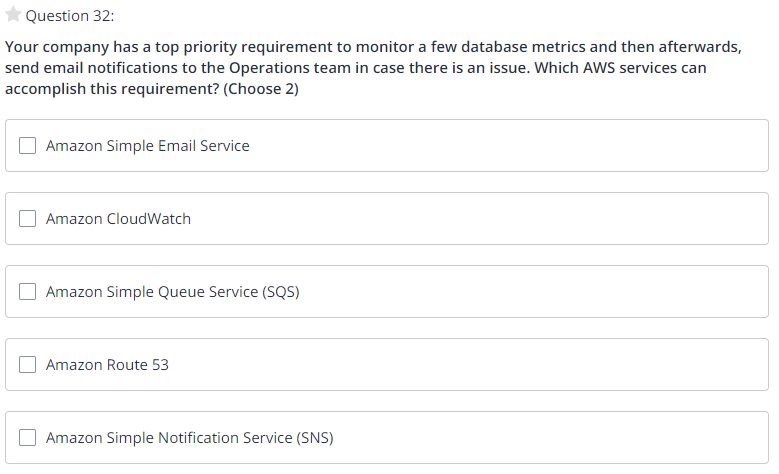 Question 32:
Your company has a top priority requirement to monitor a few database metrics and then afterwards,
send email notifications to the Operations team in case there is an issue. Which AWS services can
accomplish this requirement? (Choose 2)
Amazon Simple Email Service
Amazon CloudWatch
Amazon Simple Queue Service (SQS)
Amazon Route 53
Amazon Simple Notification Service (SNS)